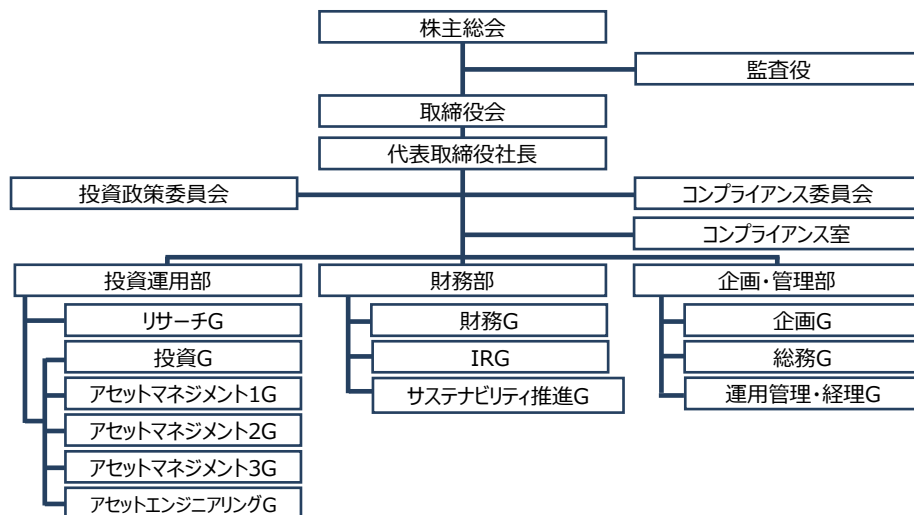 株主総会
監査役
取締役会
代表取締役社長
投資政策委員会
コンプライアンス委員会
コンプライアンス室
投資運用部
財務部
企画・管理部
リサーチG
財務G
企画G
投資G
IRG
総務G
アセットマネジメント1G
サステナビリティ推進G
運用管理・経理G
アセットマネジメント2G
アセットマネジメント3G
アセットエンジニアリングG